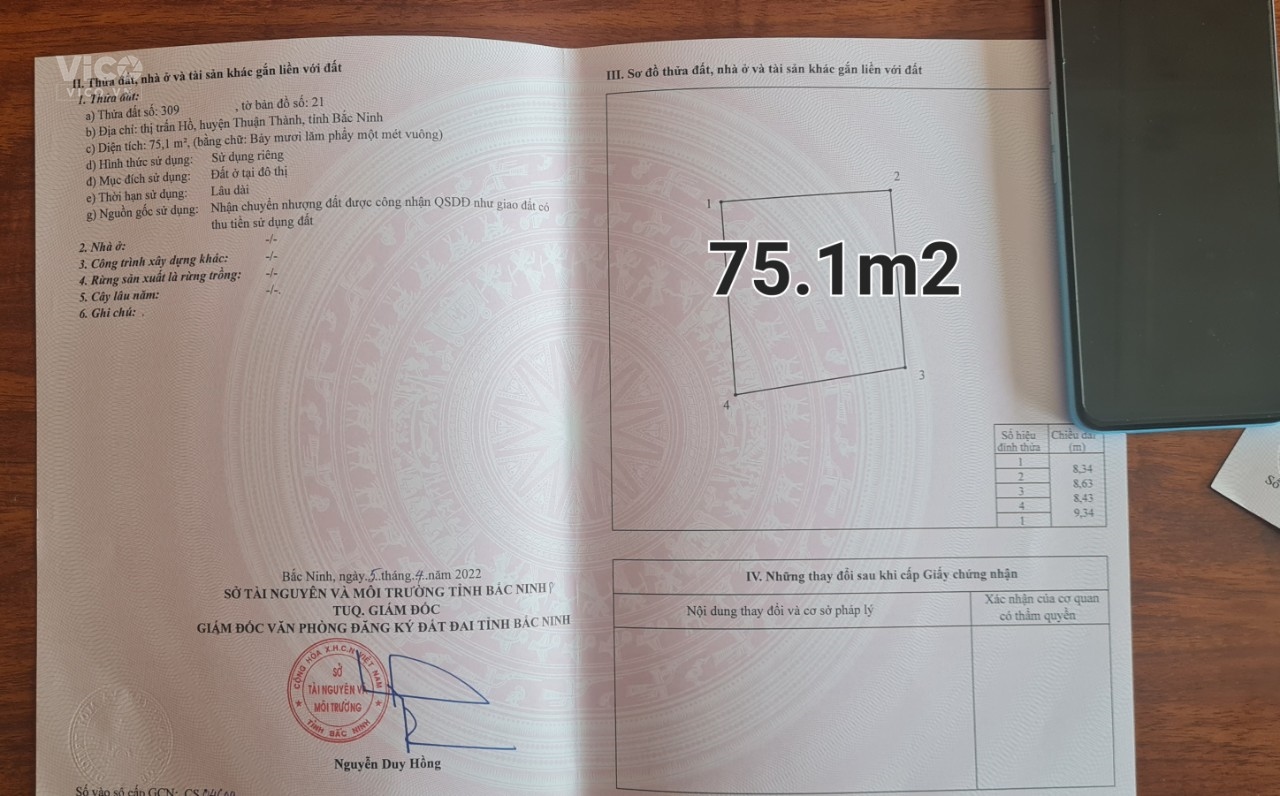 ViCO
VICO.VN
II. Thửa đất, nhà ở và tài sản khác gắn liền với đất
1. Thửa đất:
a) Thửa đất số: 309 , tờ bản đồ số: 21
b) Địa chỉ: thị trấn Hồ, huyện Thuận Thành, tỉnh Bắc Ninh
c) Diện tích: 75,1 m², (bằng chữ: Bảy mươi lăm phẩy một mét vuông)
d) Hình thức sử dụng: Sử dụng riêng
đ) Mục đích sử dụng: Đất ở tại đô thị
e) Thời hạn sử dụng: Lâu dài
g) Nguồn gốc sử dụng: Nhận chuyển nhượng đất được công nhận QSDĐ như giao đất có
thu tiền sử dụng đất
2. Nhà ở: -/-
3. Công trình xây dựng khác: -/-
4. Rừng sản xuất là rừng trồng: -/-
5. Cây lâu năm: -/-.
6. Ghi chú: .
Bắc Ninh, ngày 5 tháng 4 năm 2022
SỞ TÀI NGUYÊN VÀ MÔI TRƯỜNG TỈNH BẮC NINH
TUQ. GIÁM ĐỐC
GIÁM ĐỐC VĂN PHÒNG ĐĂNG KÝ ĐẤT ĐAI TỈNH BẮC NINH
CỘNG HÒA X.H.C.N VIỆT NAM
SỞ
TÀI NGUYÊN VÀ
MÔI TRƯỜNG
TỈNH BẮC NINH
Nguyễn Duy Hồng
Số vào sổ cấp GCN: CS
III. Sơ đồ thửa đất, nhà ở và tài sản khác gắn liền với đất
1
2
75.1m2
3
4
Số hiệu đỉnh thửa Chiều dài (m)
1
8,34
2
8,63
3
8,43
4
9,34
1
IV. Những thay đổi sau khi cấp Giấy chứng nhận
Nội dung thay đổi và cơ sở pháp lý
Xác nhận của cơ quan
có thẩm quyền
Số